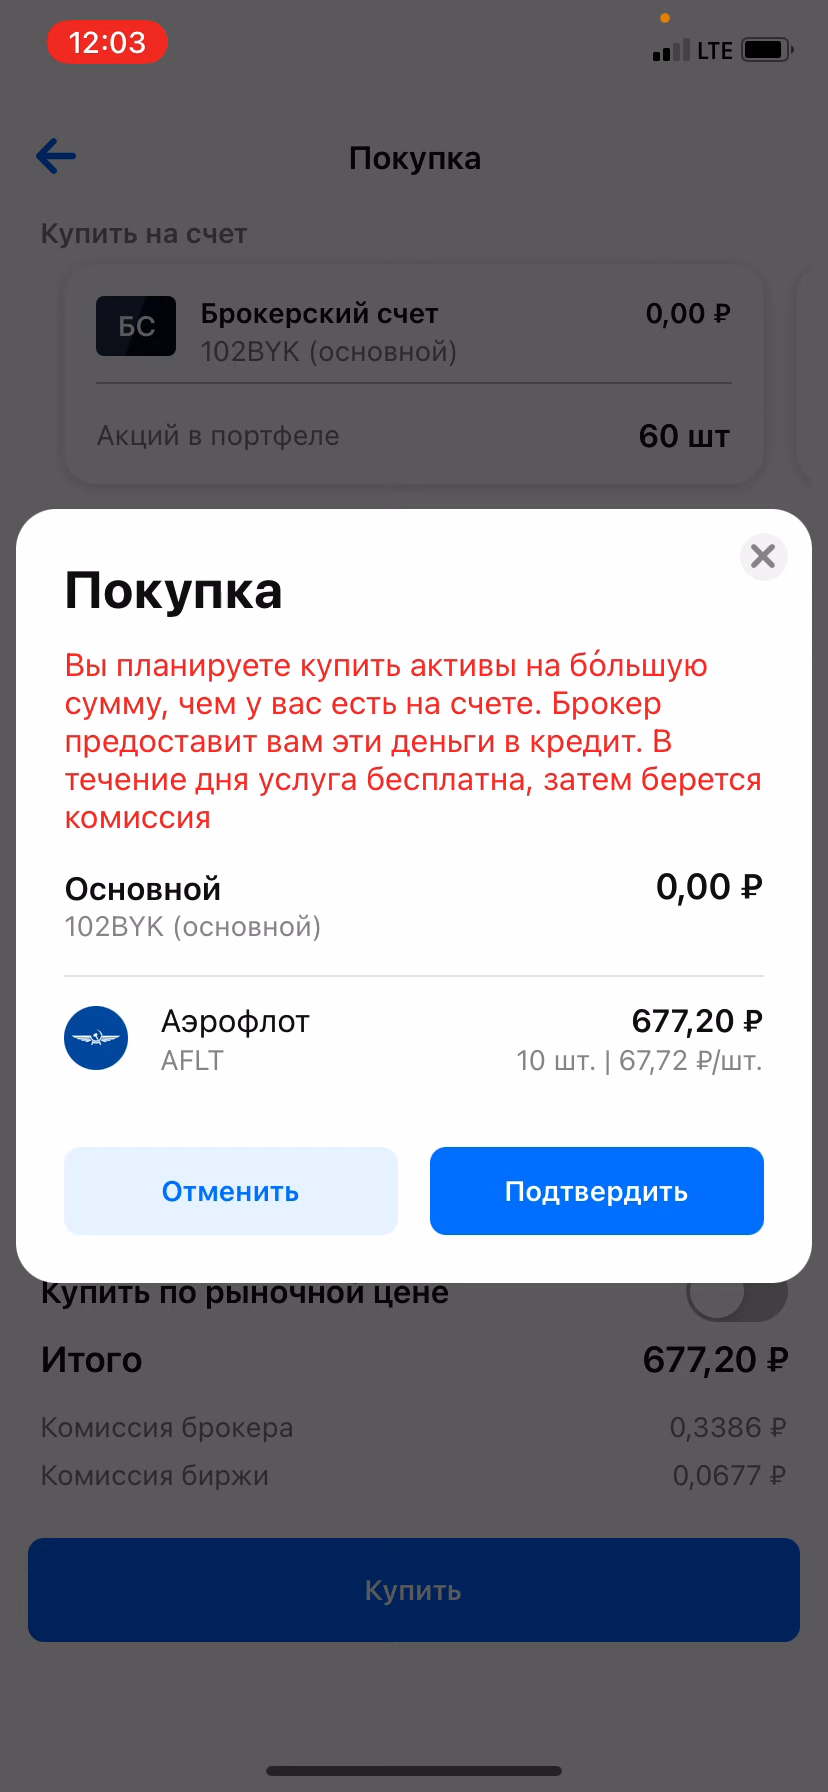 12:03
LTE
Покупка
Купить на счет
БС
Брокерский счет
0,00 ₽
102BYK (основной)
Акций в портфеле
60 шт
Покупка
Вы планируете купить активы на бо́льшую
сумму, чем у вас есть на счете. Брокер
предоставит вам эти деньги в кредит. В
течение дня услуга бесплатна, затем берется
комиссия
Основной
0,00 ₽
102BYK (основной)
Аэрофлот
677,20 ₽
AFLT
10 шт. | 67,72 ₽/шт.
Отменить
Подтвердить
Купить по рыночной цене
Итого
677,20 ₽
Комиссия брокера
0,3386 ₽
Комиссия биржи
0,0677 ₽
Купить